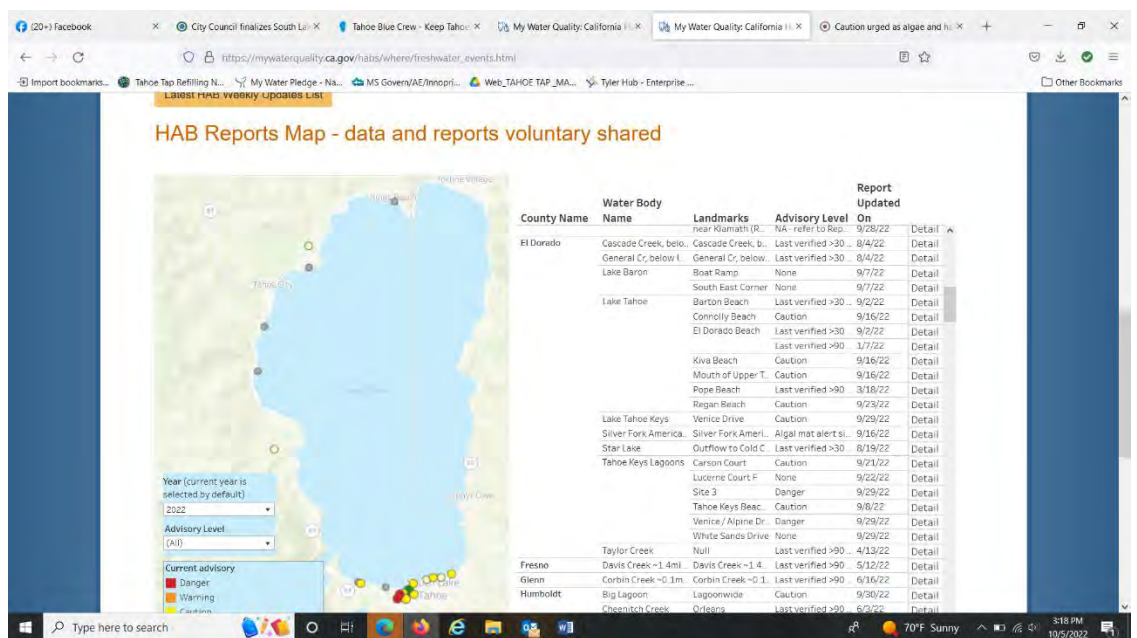 (20+) Facebook
City Council finalizes South La
Tahoe Blue Crew - Keep Tahoe
My Water Quality: California
My Water Quality: California H
Caution urged as algae and ha
https://mywaterquality.ca.gov/habs/where/freshwater_events.html
Import bookmarks...
Tahoe Tap Refilling N...
My Water Pledge - Na...
MS Govern/AE/Innopri...
Web_TAHOE TAP_MA...
Tyler Hub - Enterprise ...
Other Bookmarks
Latest HAB Weekly Updates List
HAB Reports Map - data and reports voluntary shared
Incline Village
Tahoe City
Tahoe
Year (current year is
selected by default)
2022
Advisory Level
(All)
Current advisory
Danger
Warning
Caution
County Name Water Body Name Landmarks Advisory Level Report Updated On
near Klamath (R.. NA - refer to Rep.. 9/28/22 Detail
El Dorado Cascade Creek, belo.. Cascade Creek, b.. Last verified >30 .. 8/4/22 Detail
General Cr, below l.. General Cr, below.. Last verified >30 .. 8/4/22 Detail
Lake Baron Boat Ramp None 9/7/22 Detail
South East Corner None 9/7/22 Detail
Lake Tahoe Barton Beach Last verified >30 .. 9/2/22 Detail
Connolly Beach Caution 9/16/22 Detail
El Dorado Beach Last verified >30 .. 9/2/22 Detail
Last verified >90 .. 1/7/22 Detail
Kiva Beach Caution 9/16/22 Detail
Mouth of Upper T.. Caution 9/16/22 Detail
Pope Beach Last verified >90 .. 3/18/22 Detail
Regan Beach Caution 9/23/22 Detail
Lake Tahoe Keys Venice Drive Caution 9/29/22 Detail
Silver Fork America.. Silver Fork Ameri.. Algal mat alert si.. 9/16/22 Detail
Star Lake Outflow to Cold C.. Last verified >30 .. 8/19/22 Detail
Tahoe Keys Lagoons Carson Court Caution 9/21/22 Detail
Lucerne Court F None 9/22/22 Detail
Site 3 Danger 9/29/22 Detail
Tahoe Keys Beac.. Caution 9/8/22 Detail
Venice / Alpine Dr.. Danger 9/29/22 Detail
White Sands Drive None 9/29/22 Detail
Taylor Creek Null Last verified >90 .. 4/13/22 Detail
Fresno Davis Creek ~1.4mi .. Davis Creek ~1.4.. Last verified >90 .. 5/12/22 Detail
Glenn Corbin Creek ~0.1m.. Corbin Creek ~0.1.. Last verified >90 .. 6/16/22 Detail
Humboldt Big Lagoon Lagoonwide Caution 9/30/22 Detail
Cheenitch Creek Orleans Last verified >90 .. 6/3/22 Detail
Type here to search
70°F Sunny
3:18 PM
10/5/2022